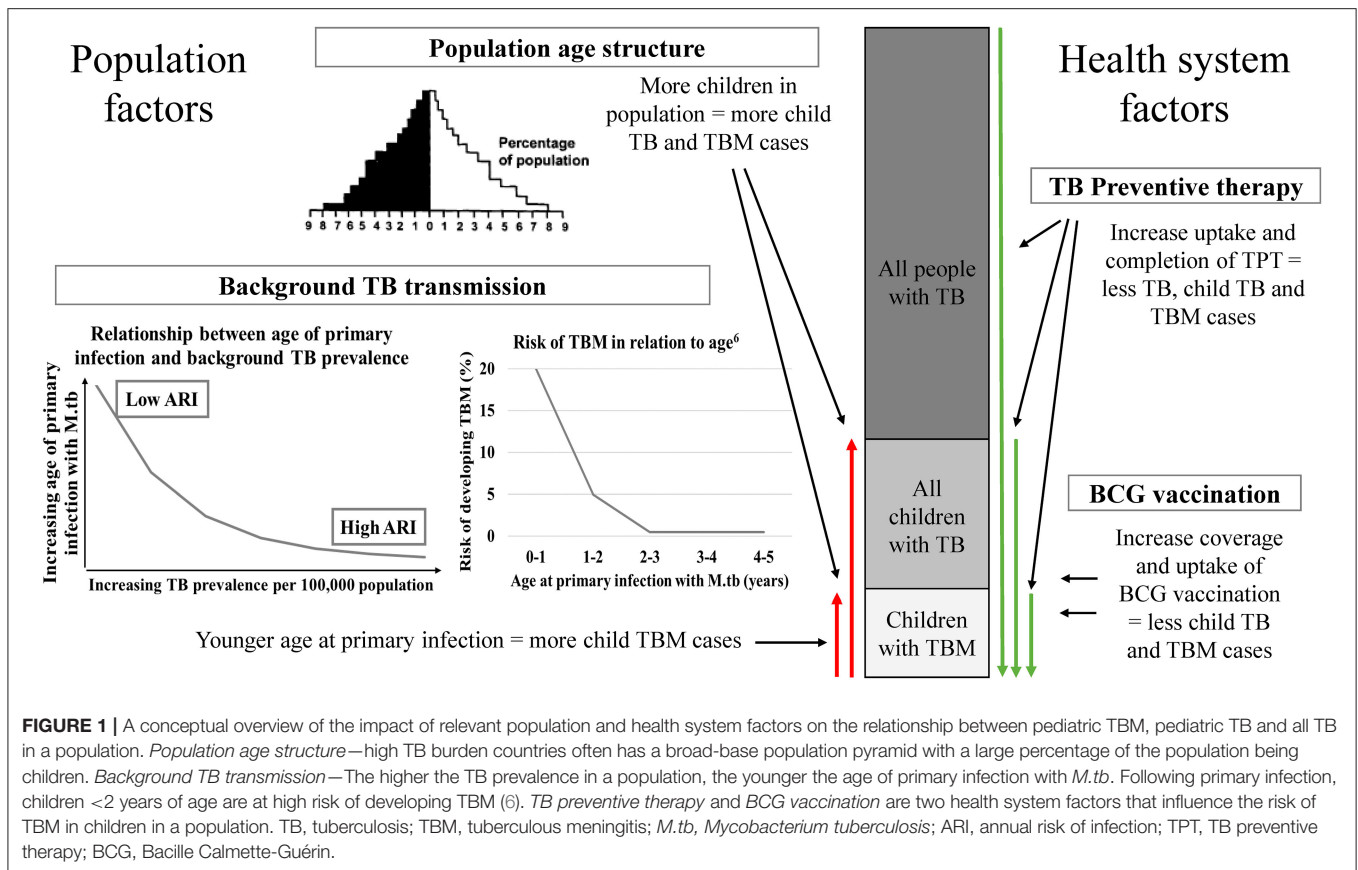 Population
factors
Population age structure
More children in
population = more child
TB and TBM cases
Percentage
of population
9 8 7 6 5 4 3 2 1 0 1 2 3 4 5 6 7 8 9
Background TB transmission
Relationship between age of primary
infection and background TB prevalence
Increasing age of primary
infection with M.tb
Low ARI
High ARI
Increasing TB prevalence per 100,000 population
Risk of TBM in relation to age⁶
Risk of developing TBM (%)
20
15
10
5
0
0-1 1-2 2-3 3-4 4-5
Age at primary infection with M.tb (years)
Younger age at primary infection = more child TBM cases
All people
with TB
All
children
with TB
Children
with TBM
Health system
factors
TB Preventive therapy
Increase uptake and
completion of TPT =
less TB, child TB and
TBM cases
BCG vaccination
Increase coverage
and uptake of
BCG vaccination
= less child TB
and TBM cases
FIGURE 1 | A conceptual overview of the impact of relevant population and health system factors on the relationship between pediatric TBM, pediatric TB and all TB
in a population. Population age structure—high TB burden countries often has a broad-base population pyramid with a large percentage of the population being
children. Background TB transmission—The higher the TB prevalence in a population, the younger the age of primary infection with M.tb. Following primary infection,
children <2 years of age are at high risk of developing TBM (6). TB preventive therapy and BCG vaccination are two health system factors that influence the risk of
TBM in children in a population. TB, tuberculosis; TBM, tuberculous meningitis; M.tb, Mycobacterium tuberculosis; ARI, annual risk of infection; TPT, TB preventive
therapy; BCG, Bacille Calmette-Guérin.